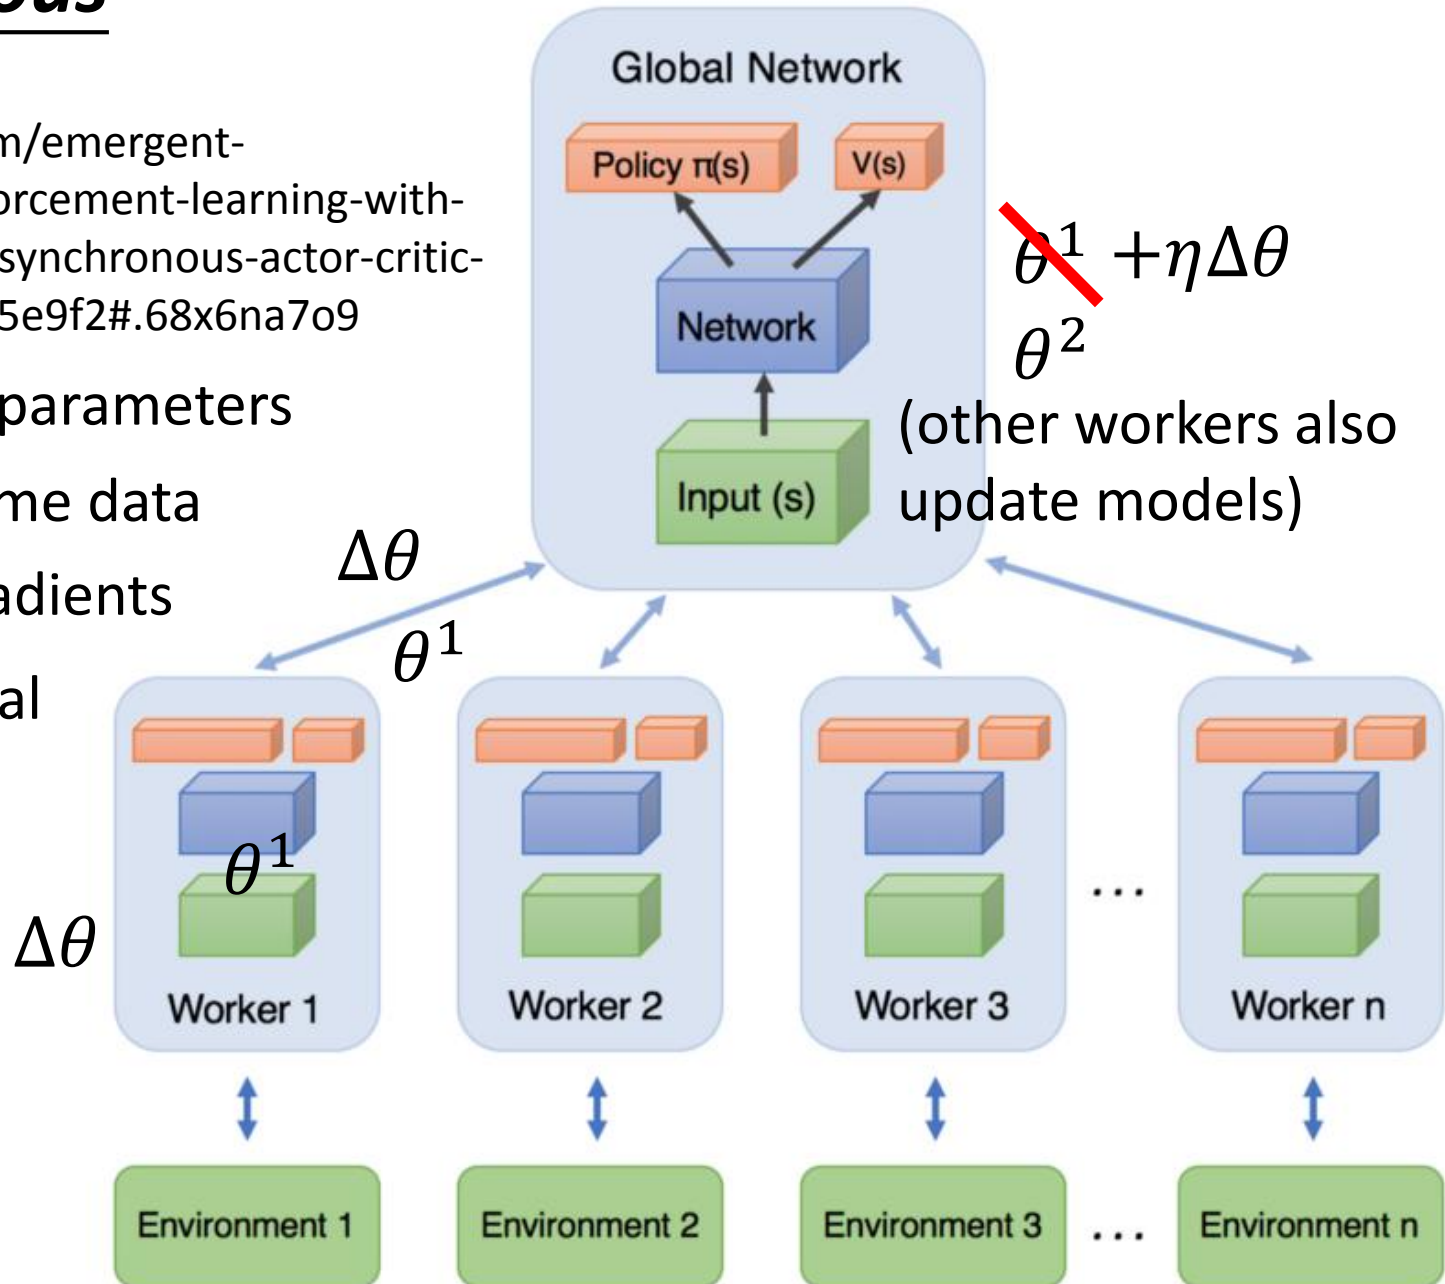 ous
m/emergent-
orcement-learning-with-
synchronous-actor-critic-
5e9f2#.68x6na7o9
parameters
me data
adients
al
Δθ
θ¹
Global Network
Policy π(s)
V(s)
Network
Input (s)
θ¹ +ηΔθ
θ²
(other workers also
update models)
θ¹
Δθ
Worker 1
Worker 2
Worker 3
...
Worker n
Environment 1
Environment 2
Environment 3
...
Environment n